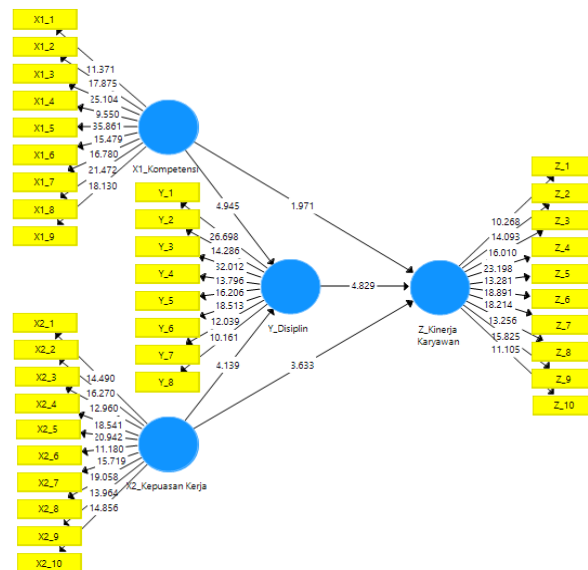 X1_1
X1_2
X1_3
X1_4
X1_5
X1_6
X1_7
X1_8
X1_9
11.371
17.875
25.104
9.550
35.861
15.479
16.780
21.472
18.130
X1_Kompetensi
4.945
1.971
Y_1
Y_2
Y_3
Y_4
Y_5
Y_6
Y_7
Y_8
26.698
14.286
32.012
13.796
16.206
18.513
12.039
10.161
Y_Disiplin
4.829
4.139
3.633
X2_1
X2_2
X2_3
X2_4
X2_5
X2_6
X2_7
X2_8
X2_9
X2_10
14.490
16.270
12.960
18.541
20.942
11.180
15.719
19.058
13.964
14.856
X2_Kepuasan Kerja
Z_Kinerja
Karyawan
10.268
14.093
16.010
23.198
13.281
18.891
18.214
13.256
15.825
11.105
Z_1
Z_2
Z_3
Z_4
Z_5
Z_6
Z_7
Z_8
Z_9
Z_10